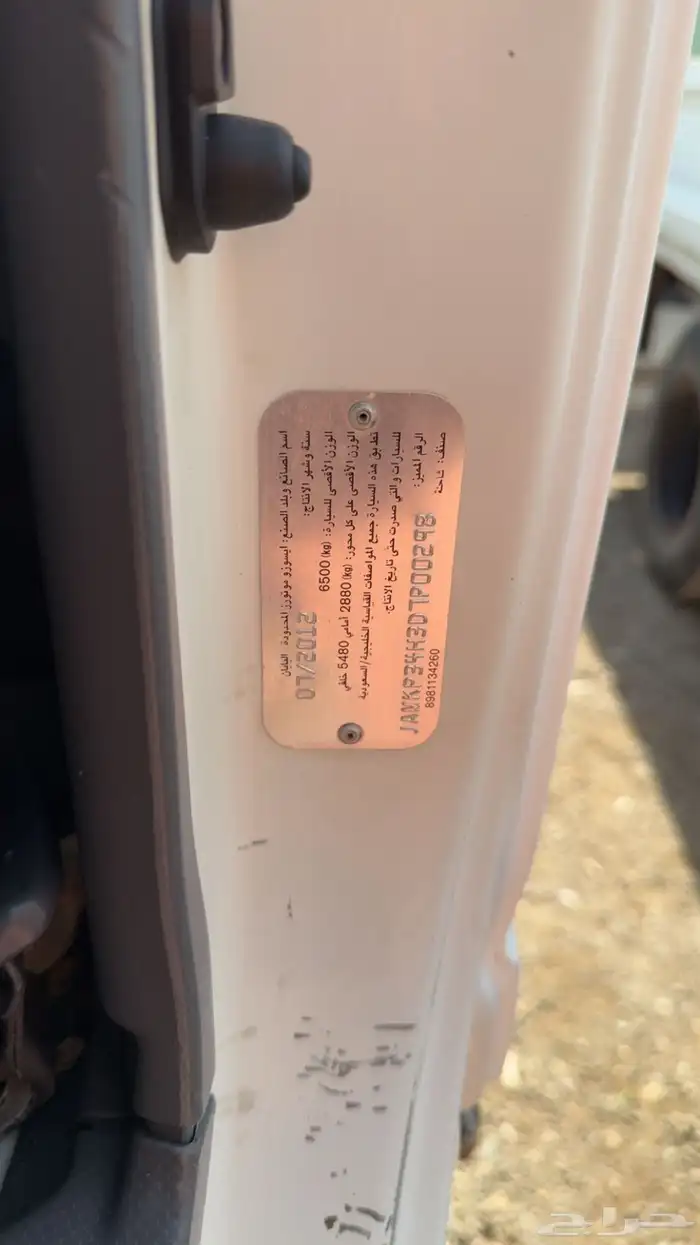 اسم الصانع وبلد الصنع: ايسوزو موتورز المحدودة اليابان
سنة وشهر الانتاج: 07/2012
الوزن الأقصى للسيارة: 6500 (kg)
الوزن الأقصى على كل محور: 2880 (kg) أمامي 5480 خلفي
تطابق هذه السيارة جميع المواصفات القياسية الخليجية/السعودية
للسيارات والتي صدرت حتى تاريخ الانتاج.
الرقم المميز: JANKP34H3D7P00298
صنف: شاحنة 8981134260
حراج